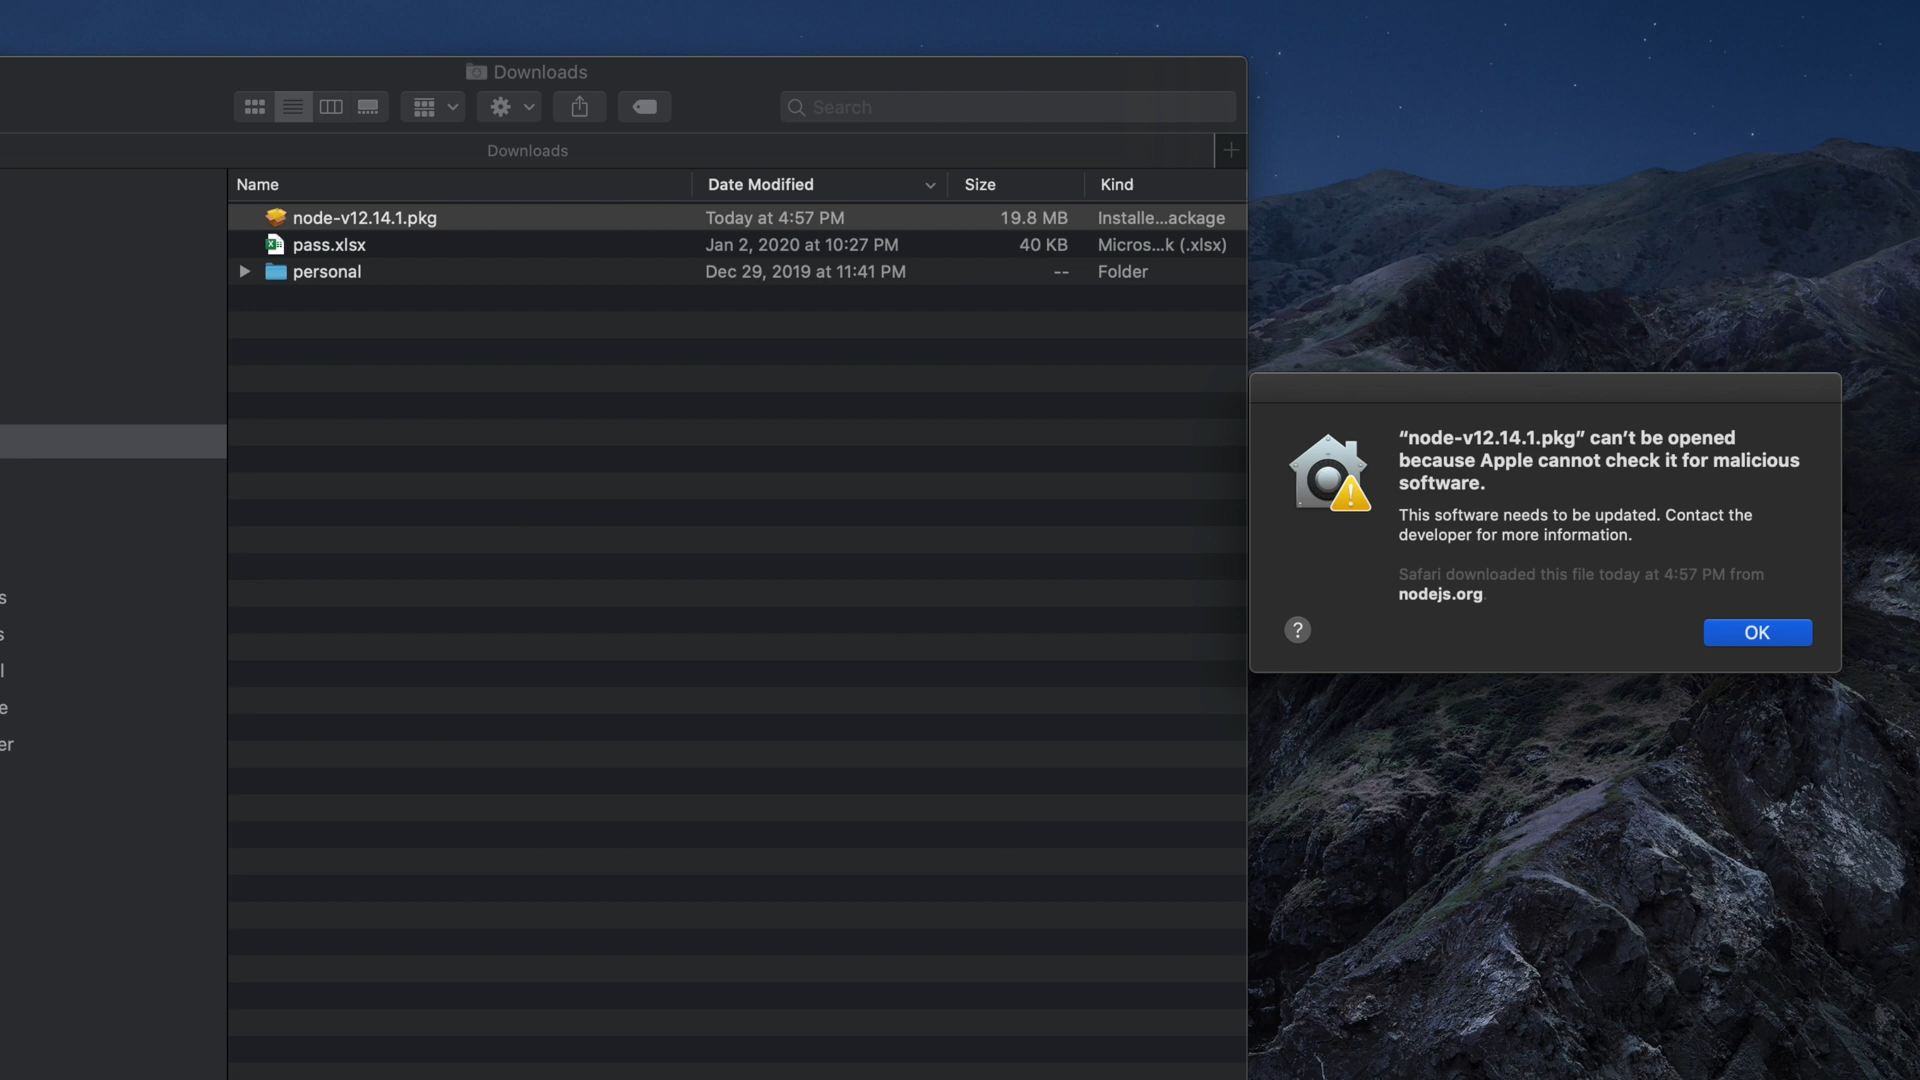 Downloads
Search
Downloads
+
Name Date Modified Size Kind
node-v12.14.1.pkg Today at 4:57 PM 19.8 MB Installe...ackage
pass.xlsx Jan 2, 2020 at 10:27 PM 40 KB Micros...k (.xlsx)
personal Dec 29, 2019 at 11:41 PM -- Folder
“node-v12.14.1.pkg” can’t be opened
because Apple cannot check it for malicious
software.
This software needs to be updated. Contact the
developer for more information.
Safari downloaded this file today at 4:57 PM from
nodejs.org.
?
OK
s
s
l
e
er